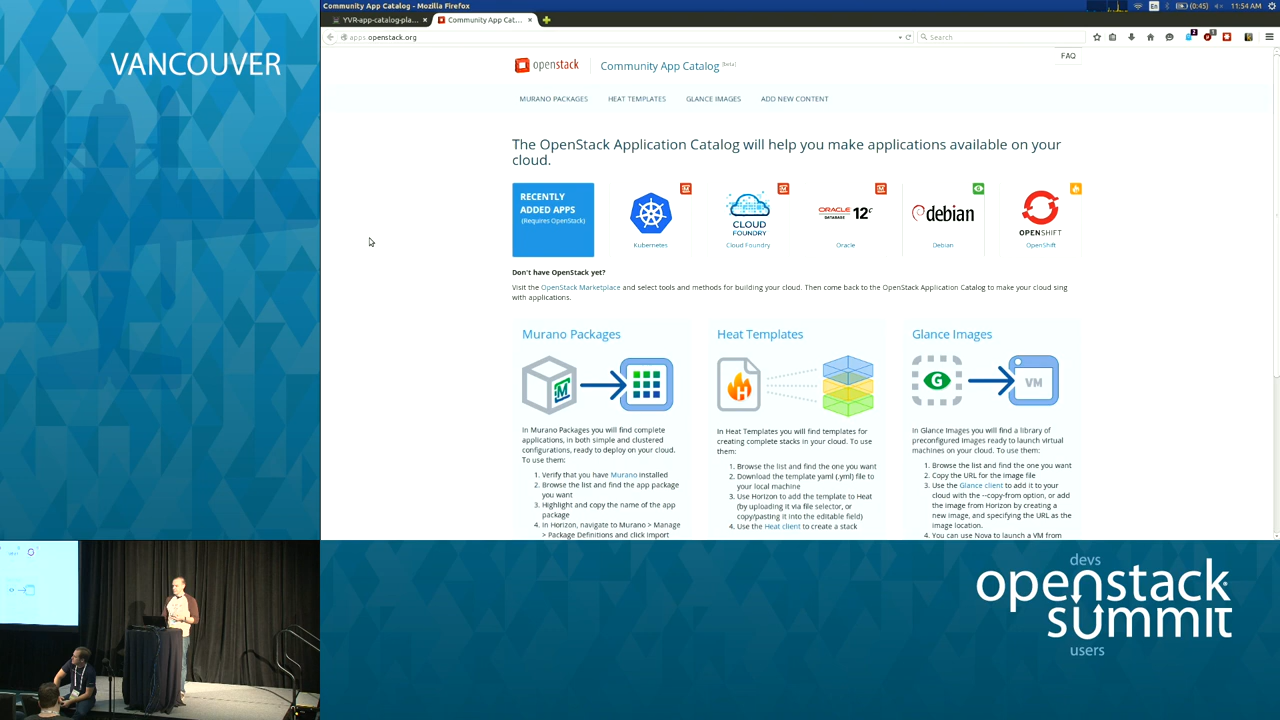 VANCOUVER
Community App Catalog - Mozilla Firefox
(0:45)
11:54 AM
En
YVR-app-catalog-pla...
Community App Cat...
apps.openstack.org
Search
openstack
Community App Catalog (beta)
FAQ
MURANO PACKAGES
HEAT TEMPLATES
GLANCE IMAGES
ADD NEW CONTENT
The OpenStack Application Catalog will help you make applications available on your
cloud.
RECENTLY
ADDED APPS
(Requires OpenStack)
Kubernetes
CLOUD
FOUNDRY
Cloud Foundry
ORACLE
DATABASE
12c
Oracle
debian
Debian
OPENSHIFT
OpenShift
Don't have OpenStack yet?
Visit the OpenStack Marketplace and select tools and methods for building your cloud. Then come back to the OpenStack Application Catalog to make your cloud sing
with applications.
Murano Packages
M
In Murano Packages you will find complete
applications, in both simple and clustered
configurations, ready to deploy on your cloud.
To use them:
1. Verify that you have Murano installed
2. Browse the list and find the app package
you want
3. Highlight and copy the name of the app
package
4. In Horizon, navigate to Murano > Manage
> Package Definitions and click Import
Heat Templates
H
In Heat Templates you will find templates for
creating complete stacks in your cloud. To use
them:
1. Browse the list and find the one you want
2. Download the template yaml (.yml) file to
your local machine
3. Use Horizon to add the template to Heat
(by uploading it via file selector, or
copy/pasting it into the editable field)
4. Use the Heat client to create a stack
Glance Images
G
VM
In Glance Images you will find a library of
preconfigured images ready to launch virtual
machines on your cloud. To use them:
1. Browse the list and find the one you want
2. Copy the URL for the image file
3. Use the Glance client to add it to your
cloud with the --copy-from option, or add
the image from Horizon by creating a
new image, and specifying the URL as the
image location.
4. You can use Nova to launch a VM from
devs
openstack
summit
users